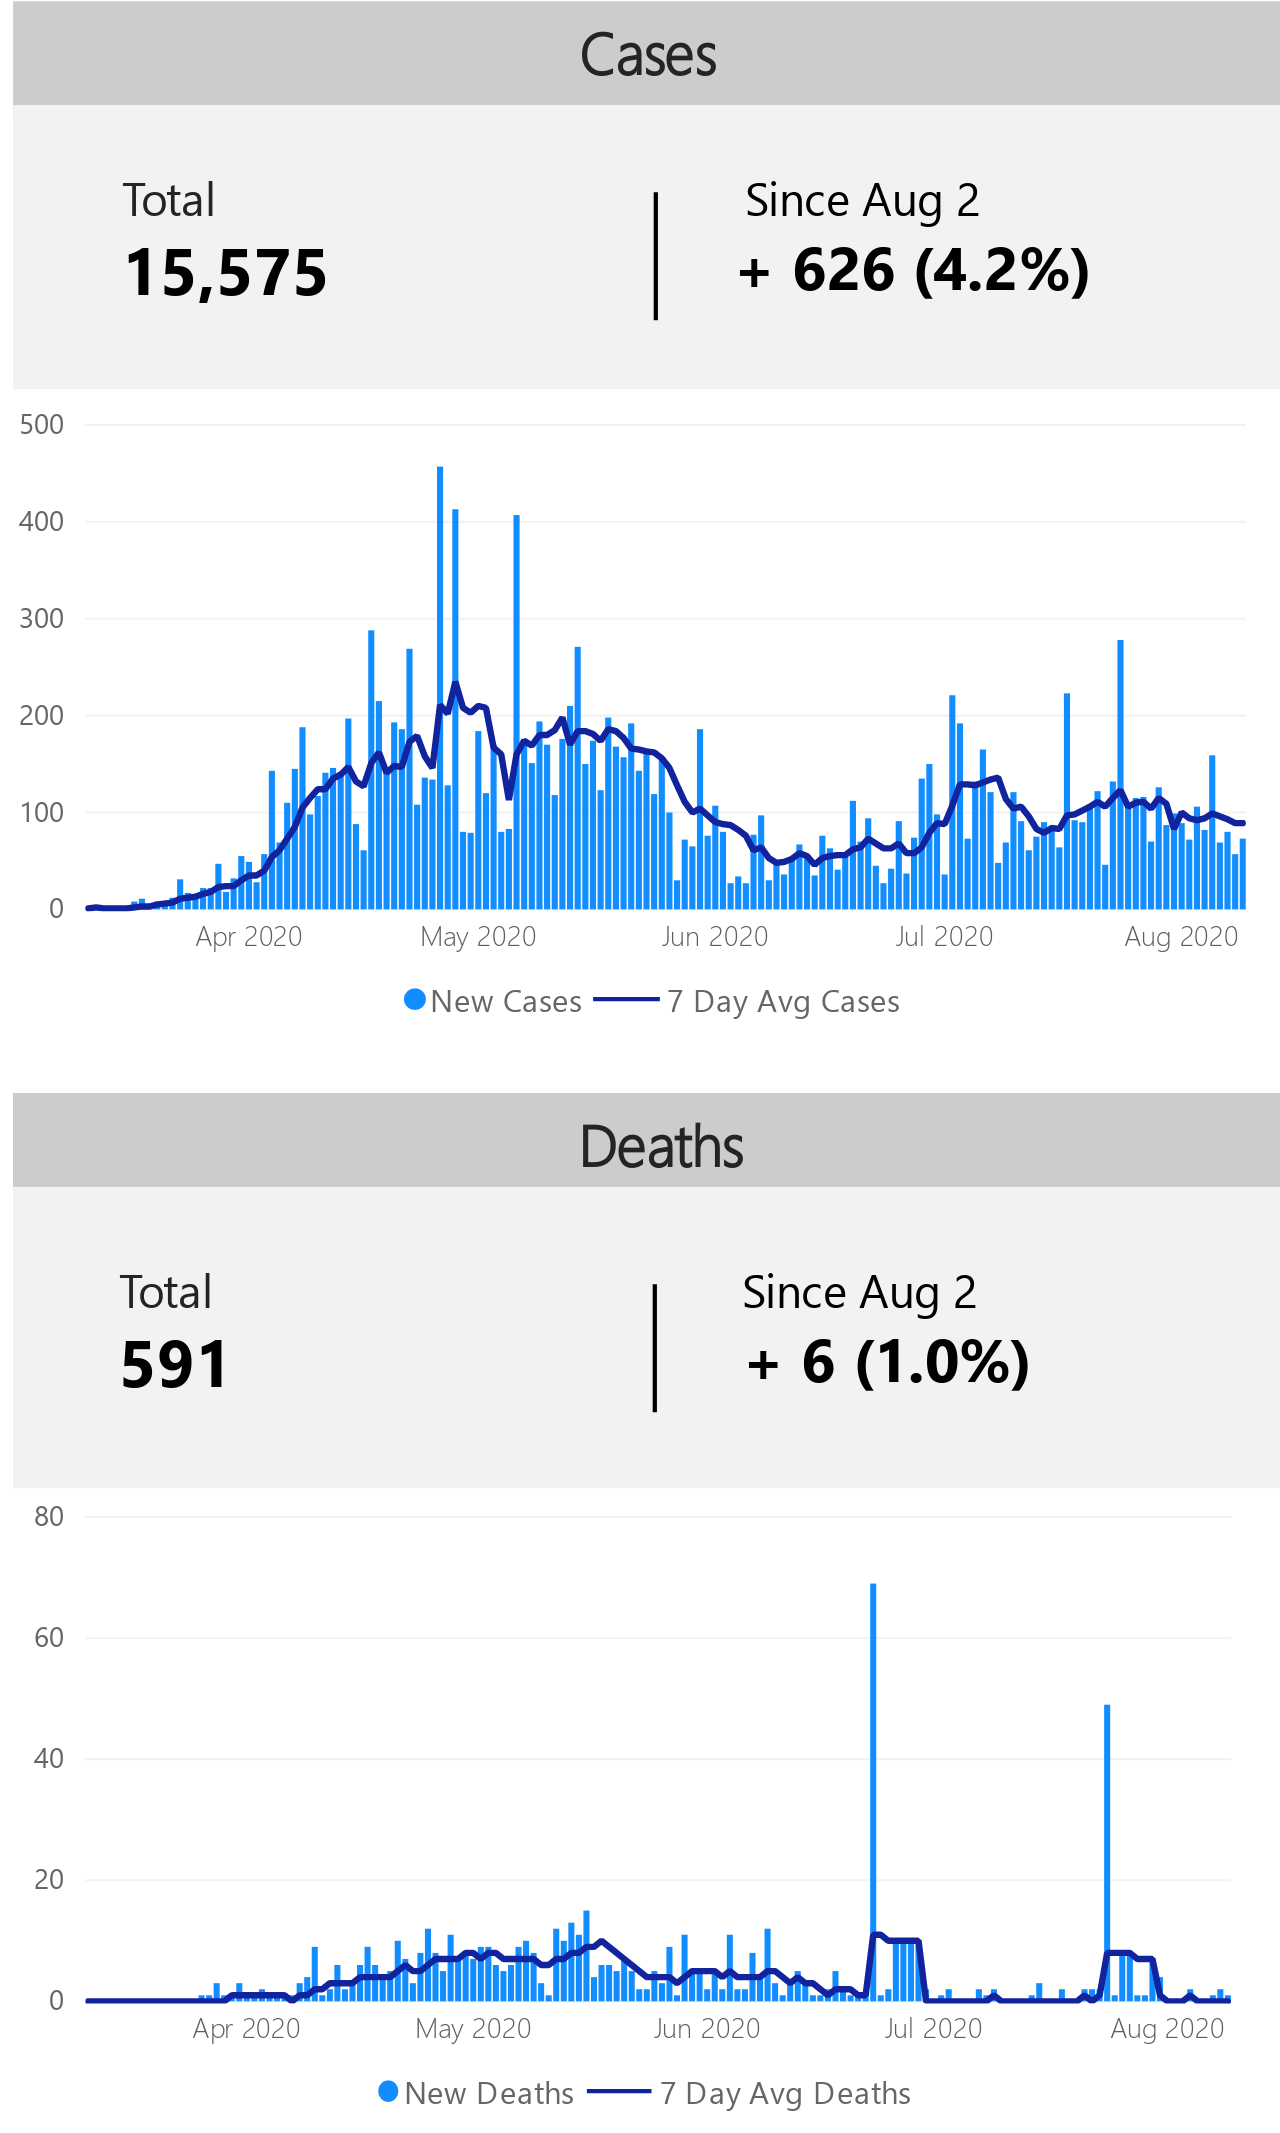 Cases
Total
15,575
Since Aug 2
+ 626 (4.2%)
500
400
300
200
100
0
Apr 2020
May 2020
Jun 2020
Jul 2020
Aug 2020
New Cases
7 Day Avg Cases
Deaths
Total
591
Since Aug 2
+ 6 (1.0%)
80
60
40
20
0
Apr 2020
May 2020
Jun 2020
Jul 2020
Aug 2020
New Deaths
7 Day Avg Deaths